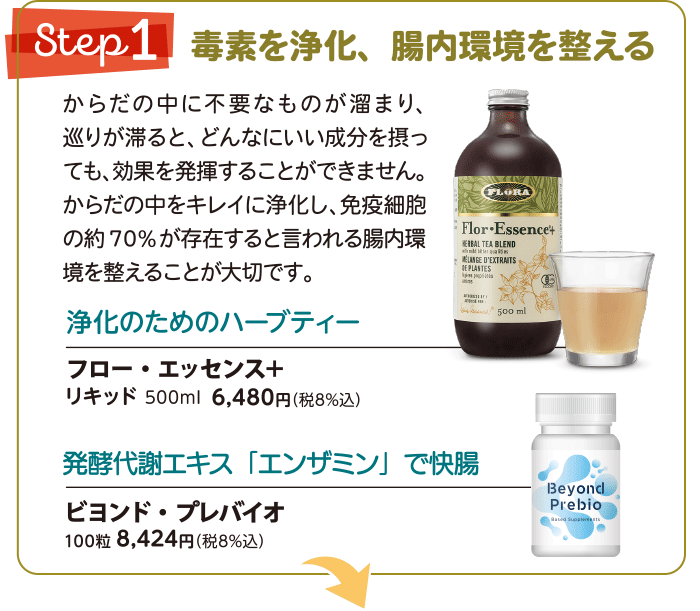 Step1 毒素を浄化、腸内環境を整える
からだの中に不要なものが溜まり、
巡りが滞ると、どんなにいい成分を摂っ
ても、効果を発揮することができません。
からだの中をキレイに浄化し、免疫細胞
の約70%が存在すると言われる腸内環
境を整えることが大切です。
FLORA
Flor·Essence+
HERBAL TEA BLEND
MÉLANGE D'EXTRAITS
DE PLANTES
500 ml
浄化のためのハーブティー
フロー・エッセンス+
リキッド 500ml 6,480円(税8%込)
発酵代謝エキス「エンザミン」で快腸
ビヨンド・プレバイオ
100粒 8,424円(税8%込)
Beyond
Prebio
Based Supplements